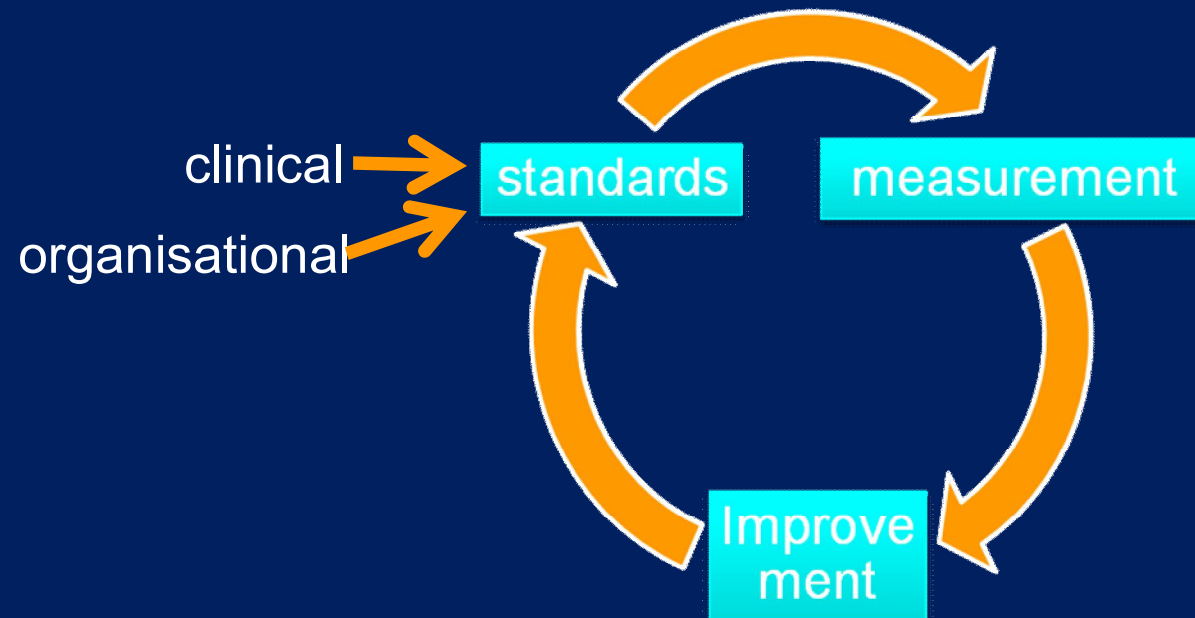 clinical
standards
measurement
organisational
Improve
ment